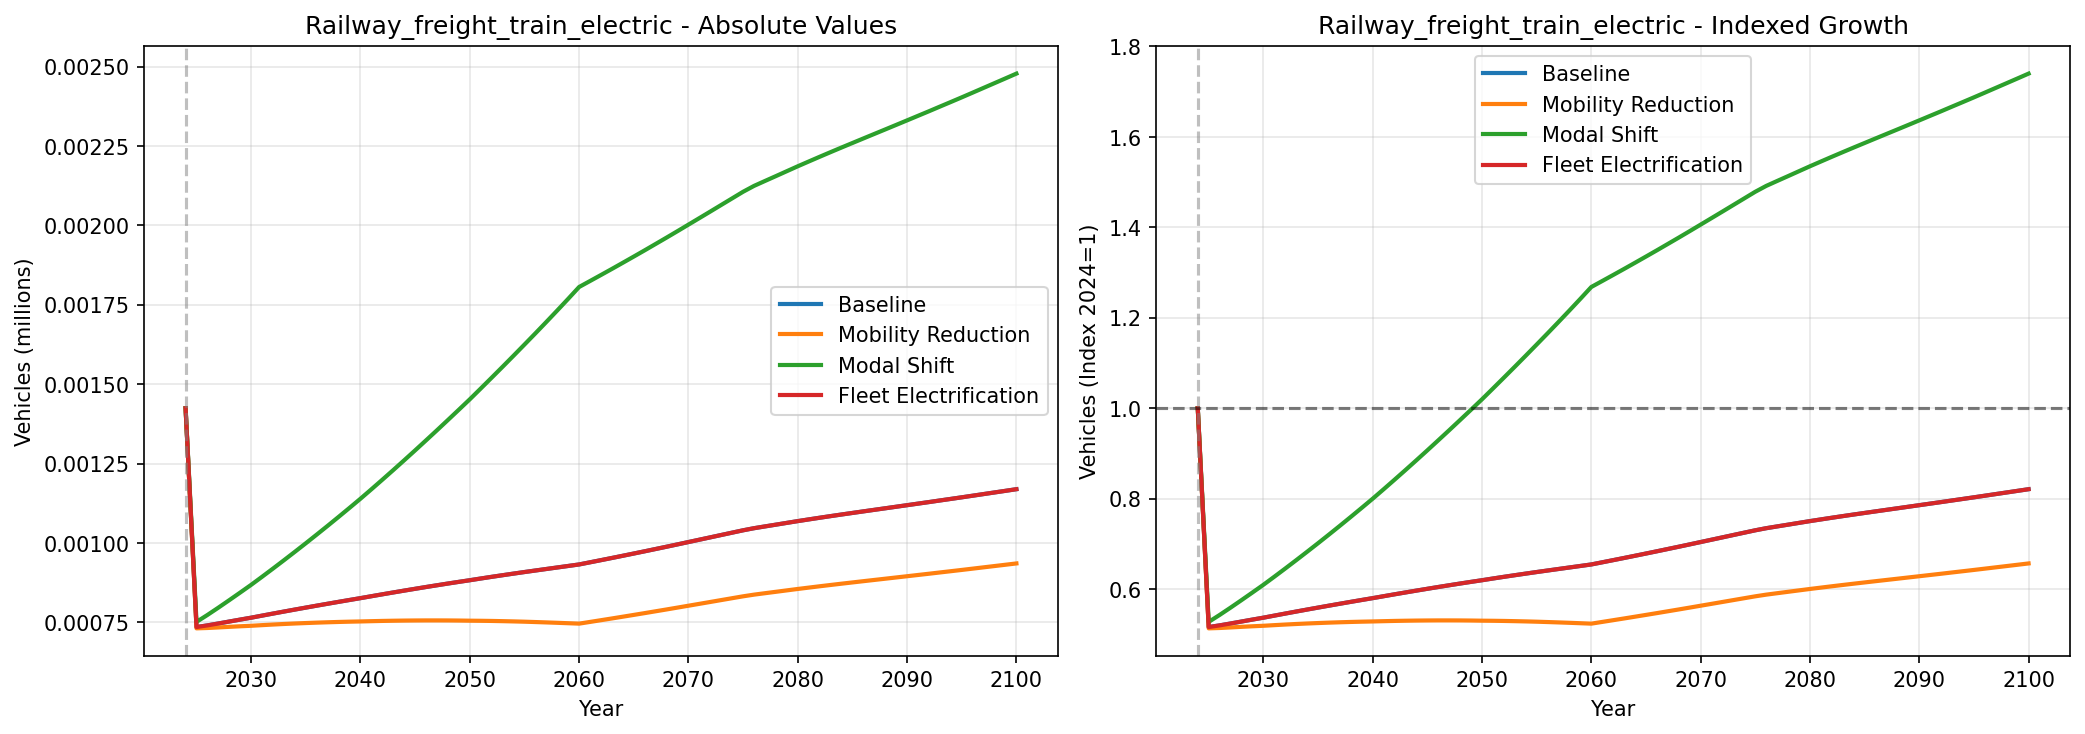 Railway_freight_train_electric - Absolute Values
Vehicles (millions)
0.00250
0.00225
0.00200
0.00175
0.00150
0.00125
0.00100
0.00075
Baseline
Mobility Reduction
Modal Shift
Fleet Electrification
2030 2040 2050 2060 2070 2080 2090 2100
Year
Railway_freight_train_electric - Indexed Growth
Vehicles (Index 2024=1)
1.8
1.6
1.4
1.2
1.0
0.8
0.6
Baseline
Mobility Reduction
Modal Shift
Fleet Electrification
2030 2040 2050 2060 2070 2080 2090 2100
Year